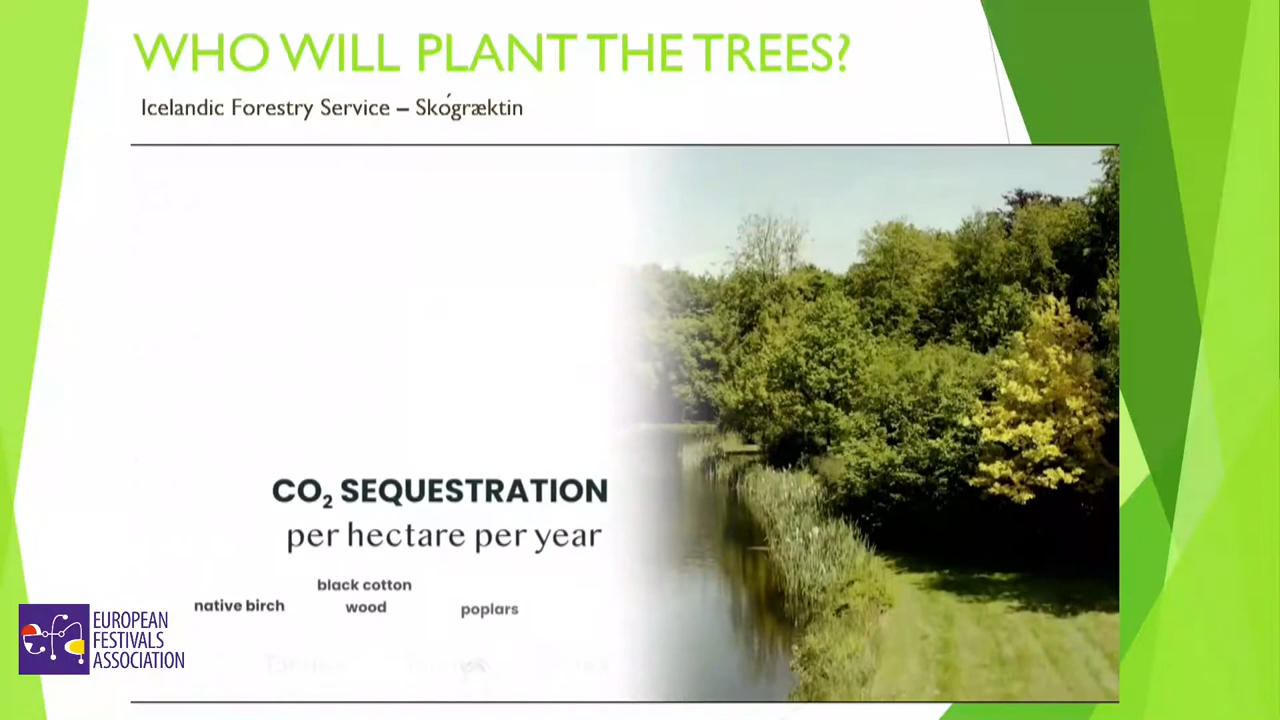 WHO WILL PLANT THE TREES?
Icelandic Forestry Service – Skógræktin
CO₂ SEQUESTRATION
per hectare per year
native birch
black cotton
wood
poplars
EUROPEAN
FESTIVALS
ASSOCIATION